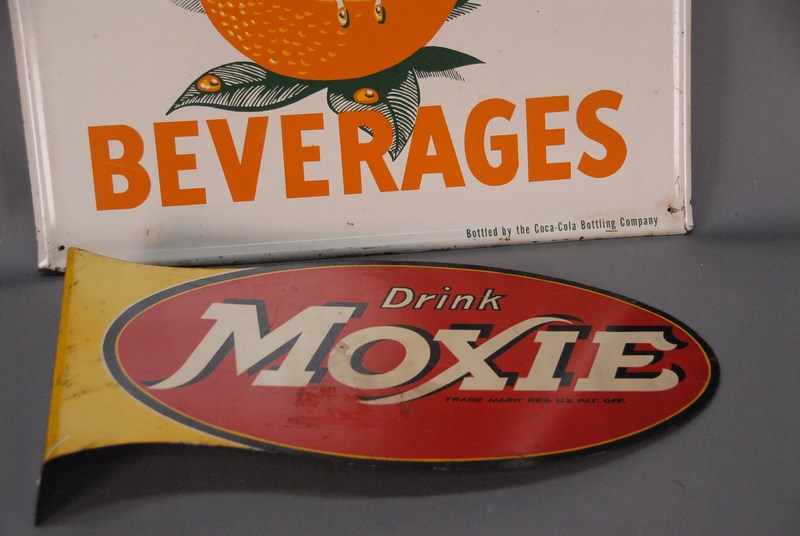 BEVERAGES
Bottled by the Coca-Cola Bottling Company
Drink
MOXIE
TRADE MARK REG. U.S. PAT. OFF.